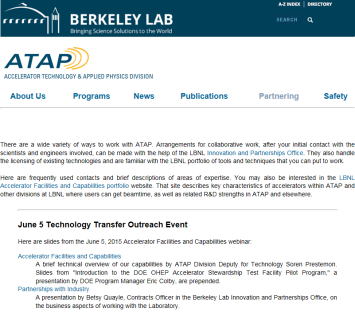 A-Z INDEX | DIRECTORY
BERKELEY LAB
Bringing Science Solutions to the World
SEARCH
ATAP
ACCELERATOR TECHNOLOGY & APPLIED PHYSICS DIVISION
About Us Programs News Publications Partnering Safety
There are a wide variety of ways to work with ATAP. Arrangements for collaborative work, after your initial contact with the
scientists and engineers involved, can be made with the help of the LBNL Innovation and Partnerships Office. They also handle
the licensing of existing technologies and are familiar with the LBNL portfolio of tools and techniques that you can put to work.
Here are frequently used contacts and brief descriptions of areas of expertise. You may also be interested in the LBNL
Accelerator Facilities and Capabilities portfolio website. That site describes key characteristics of accelerators within ATAP and
other divisions at LBNL where users can get beamtime, as well as related R&D strengths in ATAP and elsewhere.
June 5 Technology Transfer Outreach Event
Here are slides from the June 5, 2015 Accelerator Facilities and Capabilities webinar.
Accelerator Facilities and Capabilities
A brief technical overview of our capabilities by ATAP Division Deputy for Technology Soren Prestemon.
Slides from "Introduction to the DOE OHEP Accelerator Stewardship Test Facility Pilot Program," a
presentation by DOE Program Manager Eric Colby, are prepended.
Partnerships with Industry
A presentation by Betsy Quayle, Contracts Officer in the Berkeley Lab Innovation and Partnerships Office, on
the business aspects of working with the Laboratory.